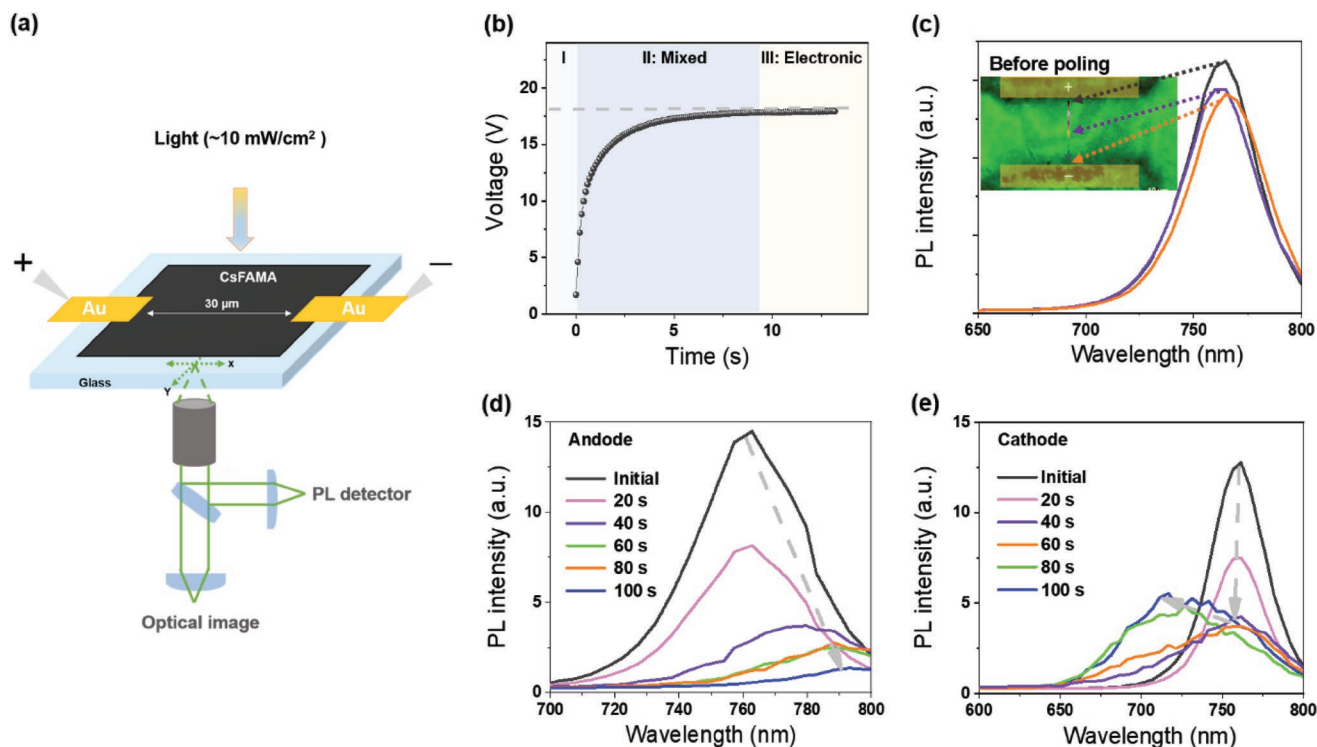 (a)
Light (~10 mW/cm²)
+
—
CsFAMA
Au
30 µm
Au
X
Y
Glass
PL detector
Optical image
(b)
I
II: Mixed
III: Electronic
Voltage (V)
20
15
10
5
0
0
5
10
Time (s)
(c)
Before poling
+
–
PL intensity (a.u.)
650
700
750
800
Wavelength (nm)
(d)
Andode
Initial
20 s
40 s
60 s
80 s
100 s
PL intensity (a.u.)
15
10
5
0
700
720
740
760
780
800
Wavelength (nm)
(e)
Cathode
Initial
20 s
40 s
60 s
80 s
100 s
PL intensity (a.u.)
15
10
5
0
600
650
700
750
800
Wavelength (nm)